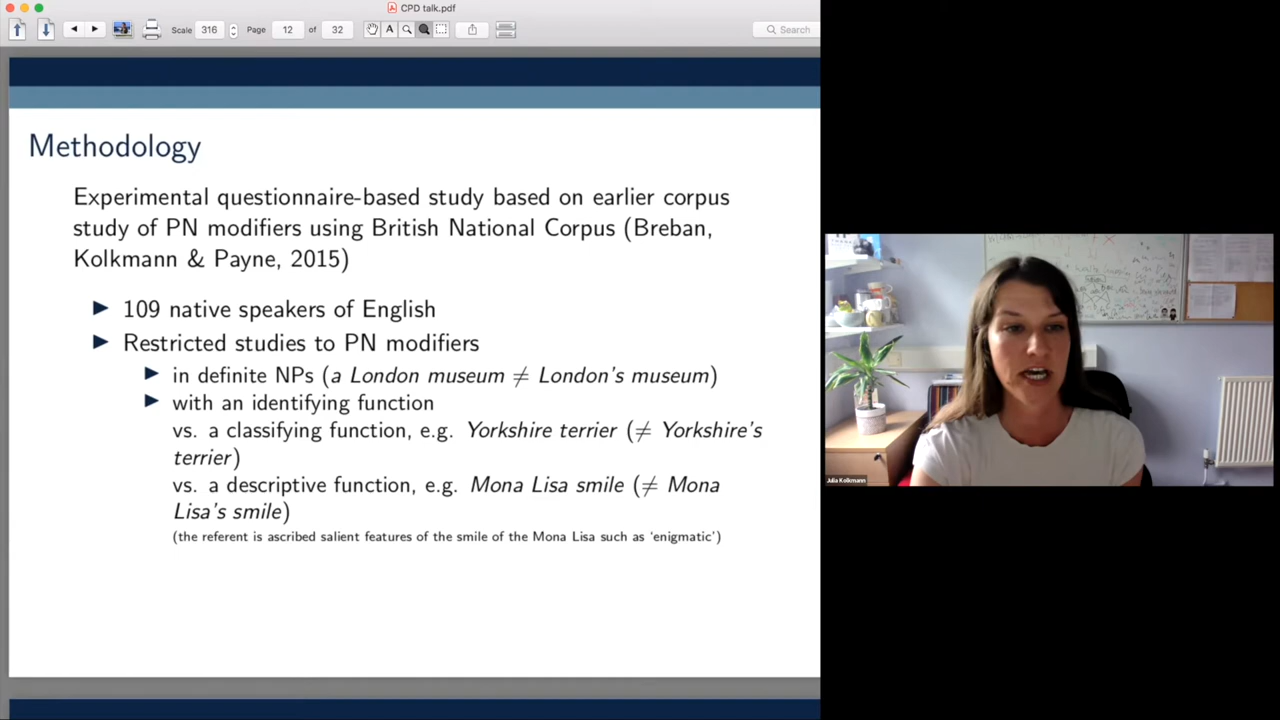 CPD talk.pdf
Scale 316 Page 12 of 32 A Search
Methodology
Experimental questionnaire-based study based on earlier corpus
study of PN modifiers using British National Corpus (Breban,
Kolkmann & Payne, 2015)
▶ 109 native speakers of English
▶ Restricted studies to PN modifiers
▶ in definite NPs (a London museum ≠ London's museum)
▶ with an identifying function
vs. a classifying function, e.g. Yorkshire terrier (≠ Yorkshire's
terrier)
vs. a descriptive function, e.g. Mona Lisa smile (≠ Mona
Lisa's smile)
(the referent is ascribed salient features of the smile of the Mona Lisa such as ‘enigmatic’)
Julia Kolkmann